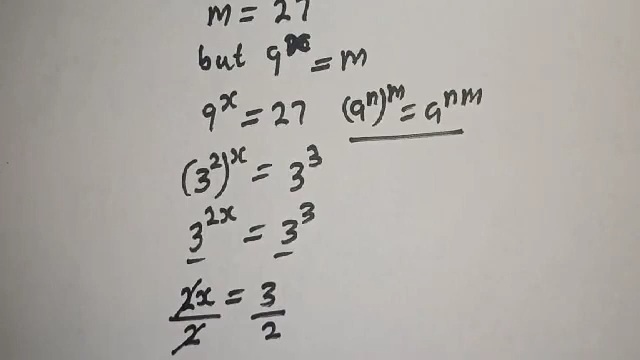 m = 27
but 9^x = m
9^x = 27 (a^n)^m = a^nm
(3^2)^x = 3^3
3^2x = 3^3
2x/2 = 3/2